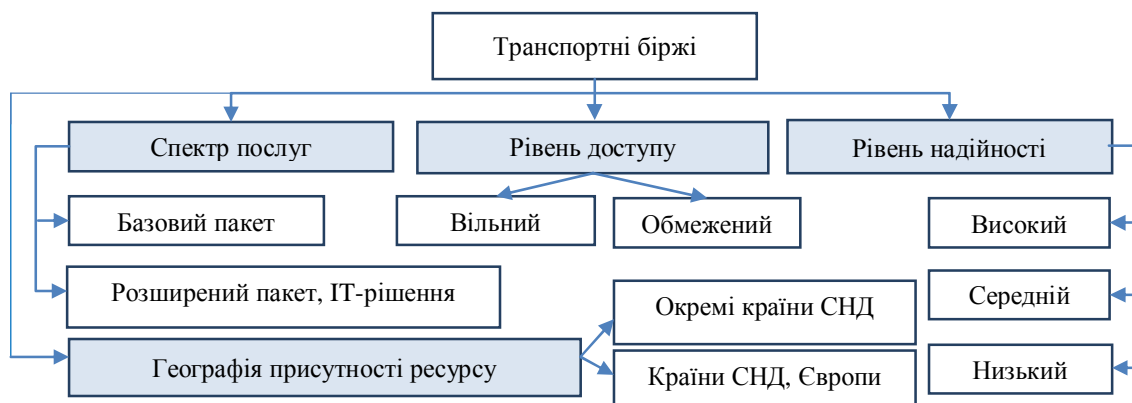 Транспортні біржі
Спектр послуг
Рівень доступу
Рівень надійності
Базовий пакет
Вільний
Обмежений
Високий
Розширений пакет, ІТ-рішення
Окремі країни СНД
Середній
Географія присутності ресурсу
Країни СНД, Європи
Низький